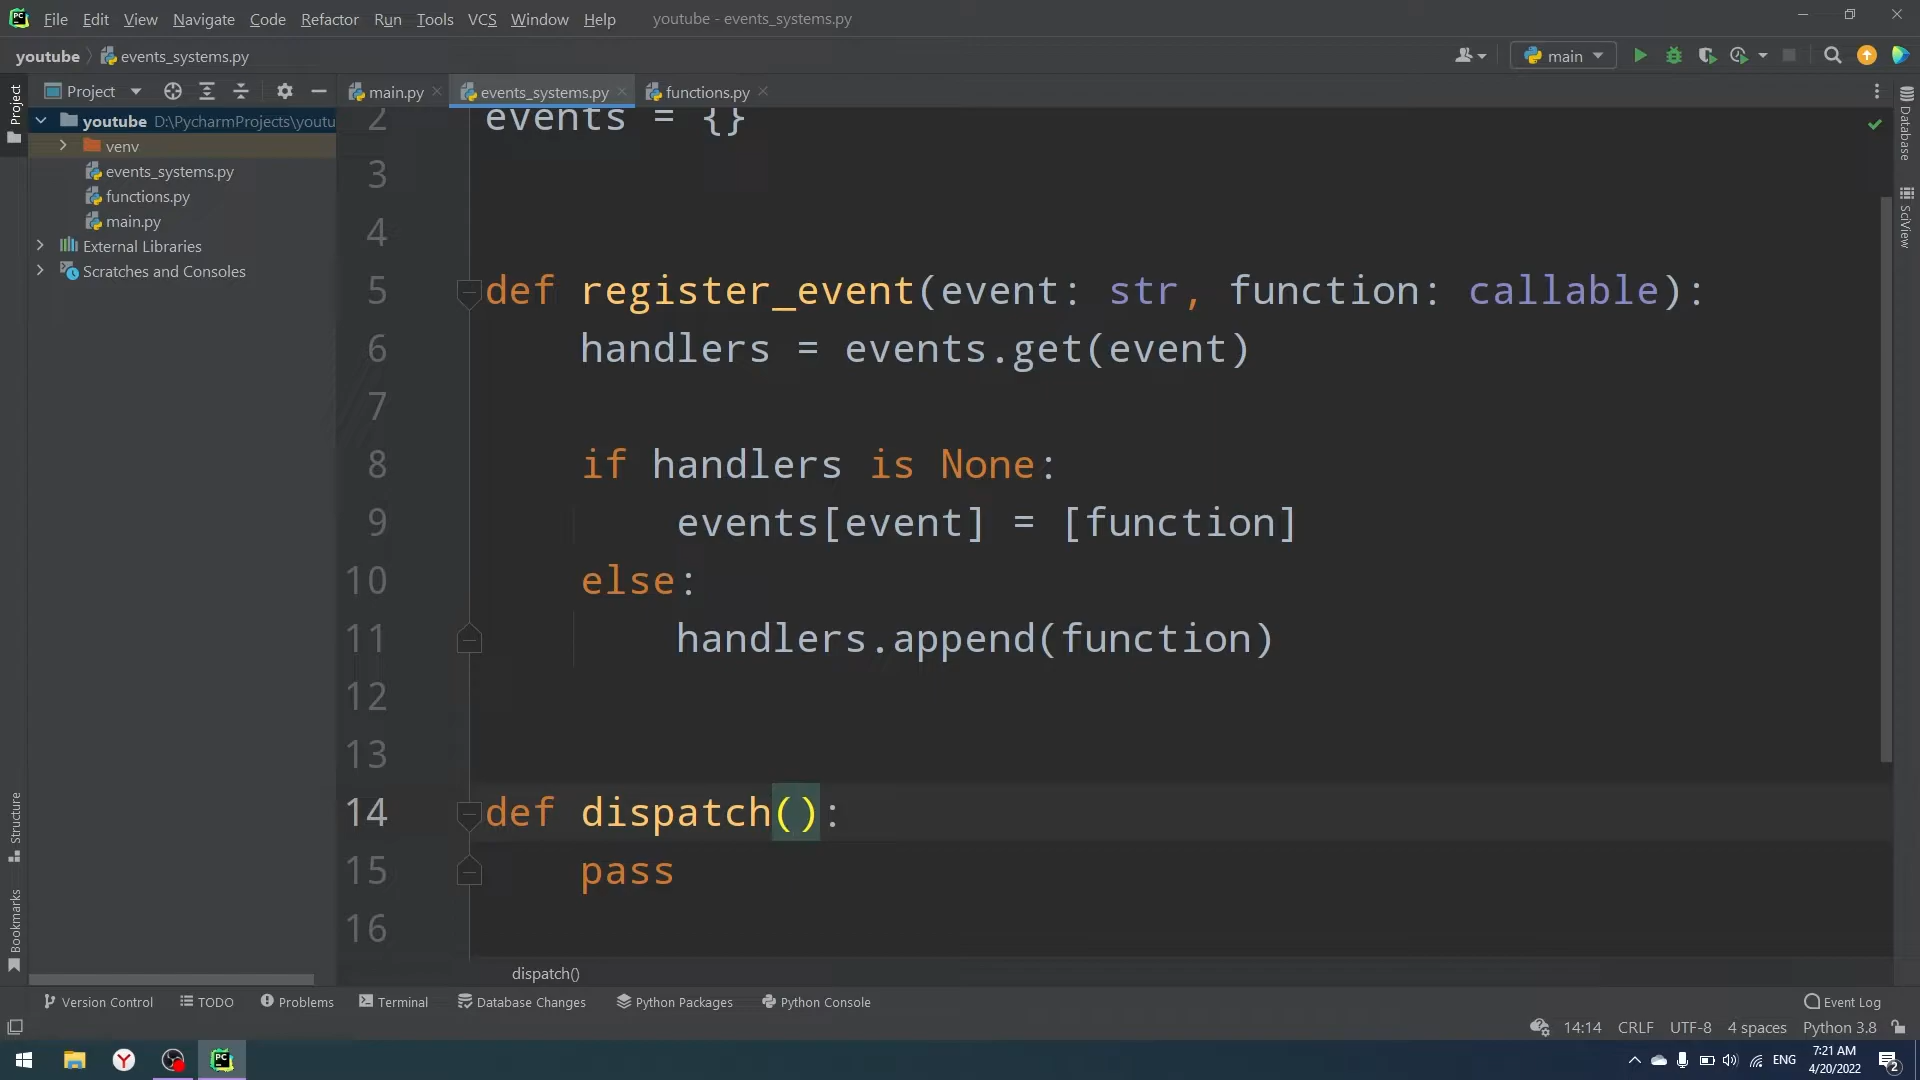 PC File Edit View Navigate Code Refactor Run Tools VCS Window Help youtube - events_systems.py
youtube events_systems.py main
Project main.py events_systems.py functions.py
Project
youtube D:\PycharmProjects\youtu
venv
events_systems.py
functions.py
main.py
External Libraries
Scratches and Consoles
Structure
Bookmarks
2 events = {}
3
4
5 def register_event(event: str, function: callable):
6 handlers = events.get(event)
7
8 if handlers is None:
9 events[event] = [function]
10 else:
11 handlers.append(function)
12
13
14 def dispatch():
15 pass
16
dispatch()
Database
SciView
Version Control TODO Problems Terminal Database Changes Python Packages Python Console Event Log
14:14 CRLF UTF-8 4 spaces Python 3.8
Y PC ENG 7:21 AM
4/20/2022 2